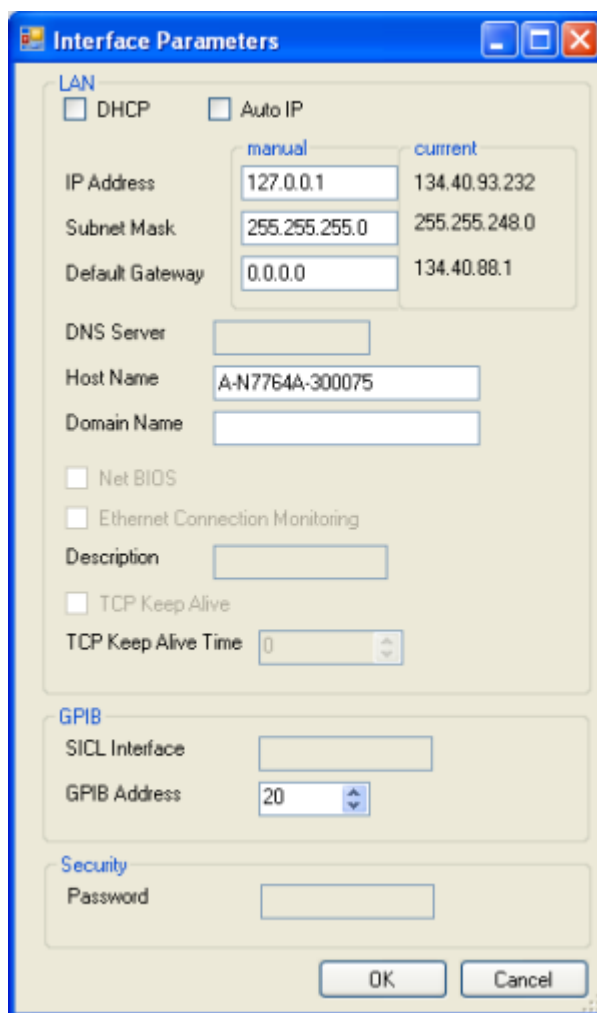 Interface Parameters
LAN
DHCP Auto IP
manual currrent
IP Address 127.0.0.1 134.40.93.232
Subnet Mask 255.255.255.0 255.255.248.0
Default Gateway 0.0.0.0 134.40.88.1
DNS Server
Host Name A-N7764A-300075
Domain Name
Net BIOS
Ethernet Connection Monitoring
Description
TCP Keep Alive
TCP Keep Alive Time 0
GPIB
SICL Interface
GPIB Address 20
Security
Password
OK Cancel